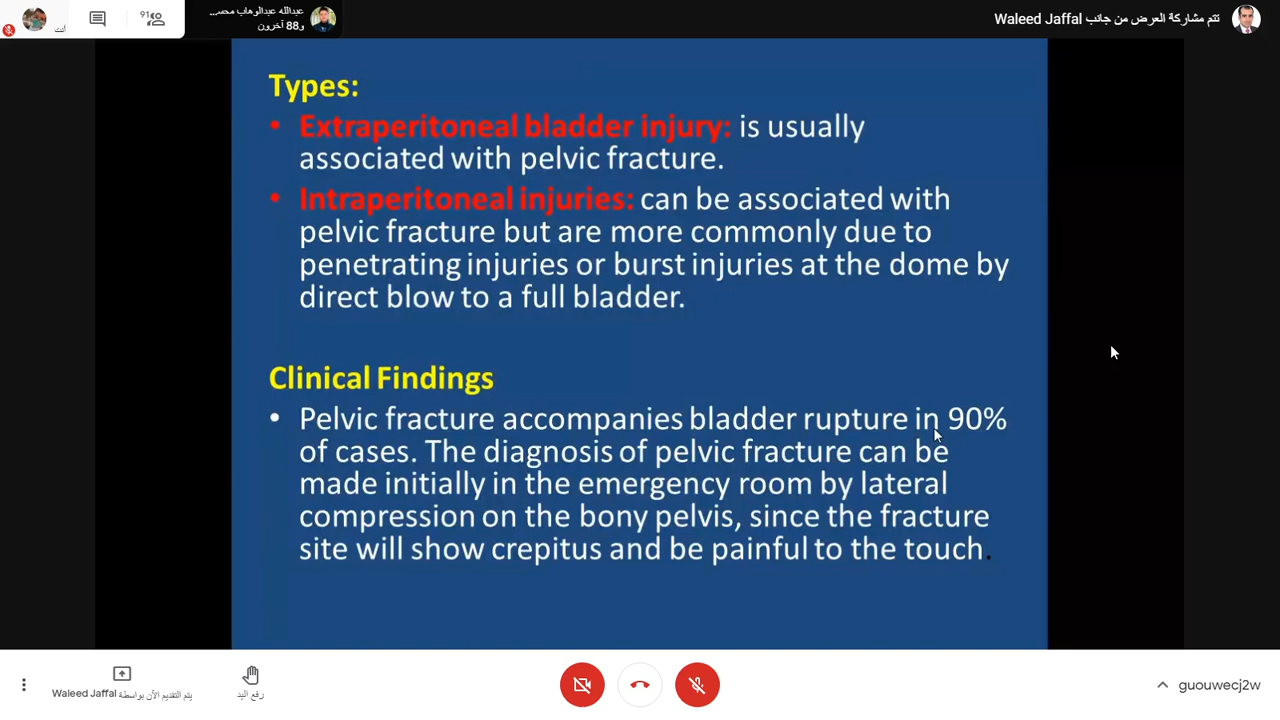 تتم مشاركة العرض من جانب Waleed Jaffal
عبدالله عبدالوهاب محسـ...
و88 آخرون
91
أنت
Types:
• Extraperitoneal bladder injury: is usually
associated with pelvic fracture.
• Intraperitoneal injuries: can be associated with
pelvic fracture but are more commonly due to
penetrating injuries or burst injuries at the dome by
direct blow to a full bladder.
Clinical Findings
• Pelvic fracture accompanies bladder rupture in 90%
of cases. The diagnosis of pelvic fracture can be
made initially in the emergency room by lateral
compression on the bony pelvis, since the fracture
site will show crepitus and be painful to the touch.
يتم التقديم الآن بواسطة Waleed Jaffal
رفع اليد
guouwecj2w